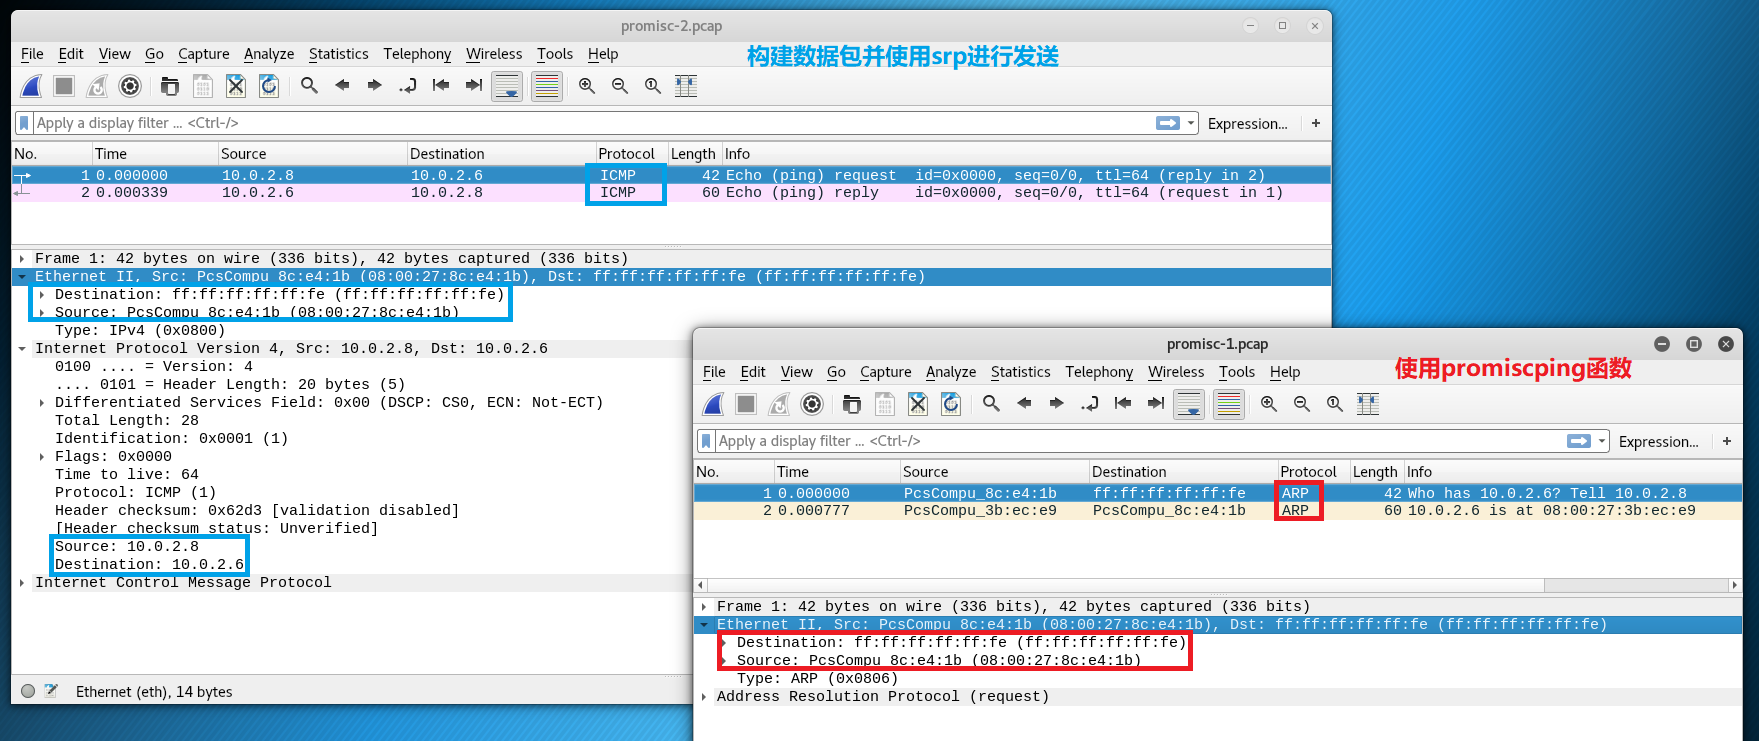 promisc-2.pcap
File Edit View Go Capture Analyze Statistics Telephony Wireless Tools Help
构建数据包并使用srp进行发送
Apply a display filter ... <Ctrl-/>
Expression... +
No. Time Source Destination Protocol Length Info
1 0.000000 10.0.2.8 10.0.2.6 ICMP 42 Echo (ping) request id=0x0000, seq=0/0, ttl=64 (reply in 2)
2 0.000339 10.0.2.6 10.0.2.8 ICMP 60 Echo (ping) reply id=0x0000, seq=0/0, ttl=64 (request in 1)
Frame 1: 42 bytes on wire (336 bits), 42 bytes captured (336 bits)
Ethernet II, Src: PcsCompu_8c:e4:1b (08:00:27:8c:e4:1b), Dst: ff:ff:ff:ff:ff:fe (ff:ff:ff:ff:ff:fe)
Destination: ff:ff:ff:ff:ff:fe (ff:ff:ff:ff:ff:fe)
Source: PcsCompu_8c:e4:1b (08:00:27:8c:e4:1b)
Type: IPv4 (0x0800)
Internet Protocol Version 4, Src: 10.0.2.8, Dst: 10.0.2.6
0100 .... = Version: 4
.... 0101 = Header Length: 20 bytes (5)
Differentiated Services Field: 0x00 (DSCP: CS0, ECN: Not-ECT)
Total Length: 28
Identification: 0x0001 (1)
Flags: 0x0000
Time to live: 64
Protocol: ICMP (1)
Header checksum: 0x62d3 [validation disabled]
[Header checksum status: Unverified]
Source: 10.0.2.8
Destination: 10.0.2.6
Internet Control Message Protocol
Ethernet (eth), 14 bytes
promisc-1.pcap
File Edit View Go Capture Analyze Statistics Telephony Wireless Tools Help
使用promiscping函数
Apply a display filter ... <Ctrl-/>
Expression... +
No. Time Source Destination Protocol Length Info
1 0.000000 PcsCompu_8c:e4:1b ff:ff:ff:ff:ff:fe ARP 42 Who has 10.0.2.6? Tell 10.0.2.8
2 0.000777 PcsCompu_3b:ec:e9 PcsCompu_8c:e4:1b ARP 60 10.0.2.6 is at 08:00:27:3b:ec:e9
Frame 1: 42 bytes on wire (336 bits), 42 bytes captured (336 bits)
Ethernet II, Src: PcsCompu_8c:e4:1b (08:00:27:8c:e4:1b), Dst: ff:ff:ff:ff:ff:fe (ff:ff:ff:ff:ff:fe)
Destination: ff:ff:ff:ff:ff:fe (ff:ff:ff:ff:ff:fe)
Source: PcsCompu_8c:e4:1b (08:00:27:8c:e4:1b)
Type: ARP (0x0806)
Address Resolution Protocol (request)